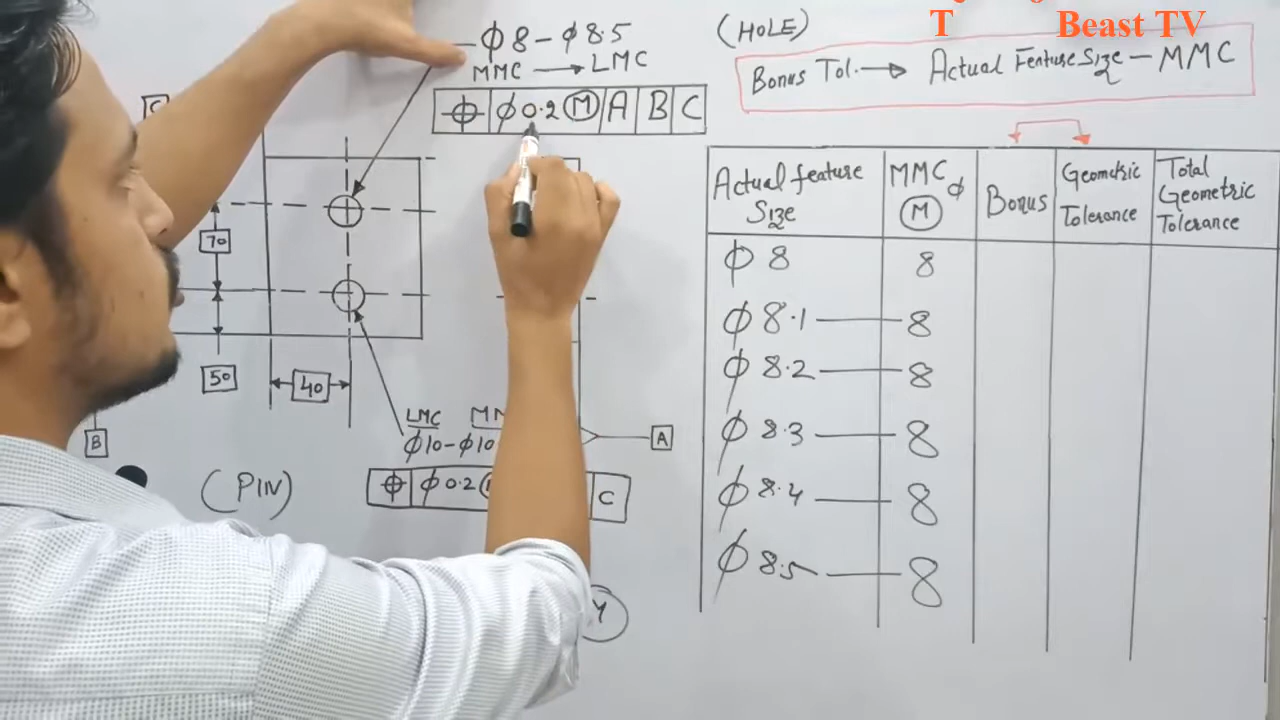 T Beast TV
(HOLE)
Bonus Tol. → Actual Feature Size – MMC
Φ8 – Φ8.5
MMC → LMC
⌖ Φ0.2 Ⓜ A B C
C
70
50
40
B
A
LMC
Φ10 – Φ10
⌖ Φ0.2 C
(PIN)
Y
Actual feature Size MMC Φ Ⓜ Bonus Geometric Tolerance Total Geometric Tolerance
Φ 8 8
Φ 8.1 — 8
Φ 8.2 — 8
Φ 8.3 — 8
Φ 8.4 — 8
Φ 8.5 — 8